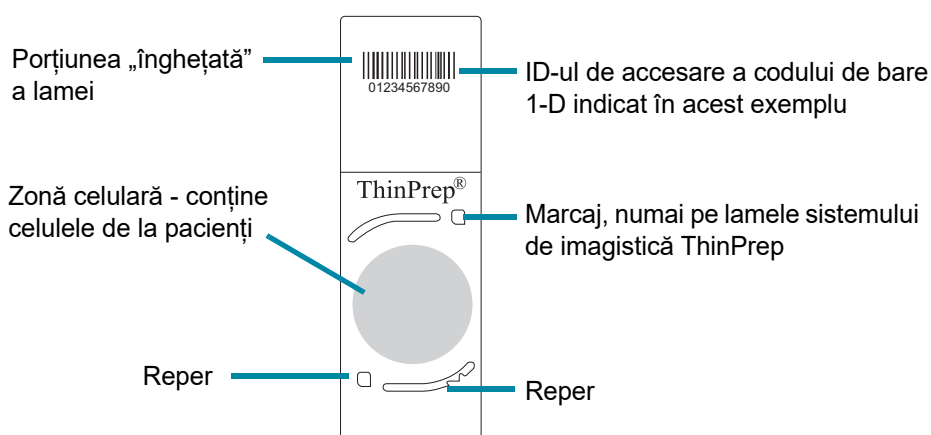 Porțiunea „înghețată”
a lamei
01234567890
ID-ul de accesare a codului de bare
1-D indicat în acest exemplu
ThinPrep®
Zonă celulară - conține
celulele de la pacienți
Marcaj, numai pe lamele sistemului
de imagistică ThinPrep
Reper
Reper